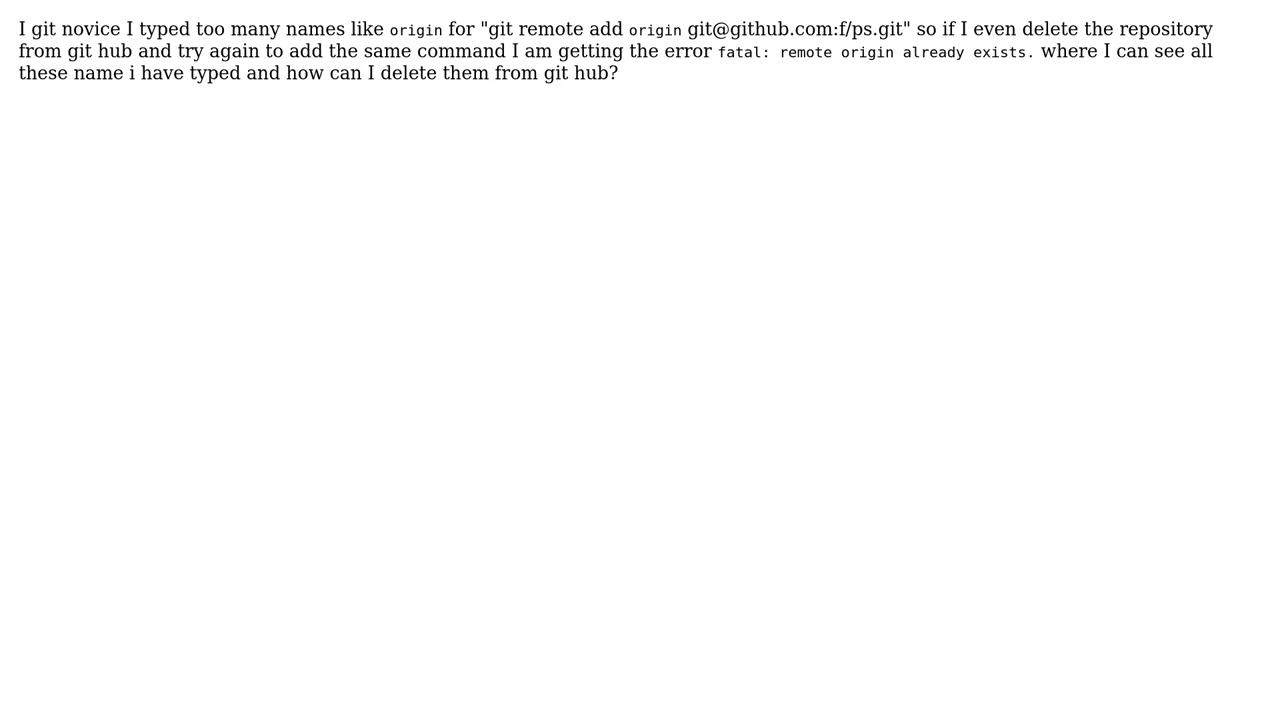 I git novice I typed too many names like origin for "git remote add origin git@github.com:f/ps.git" so if I even delete the repository
from git hub and try again to add the same command I am getting the error fatal: remote origin already exists. where I can see all
these name i have typed and how can I delete them from git hub?